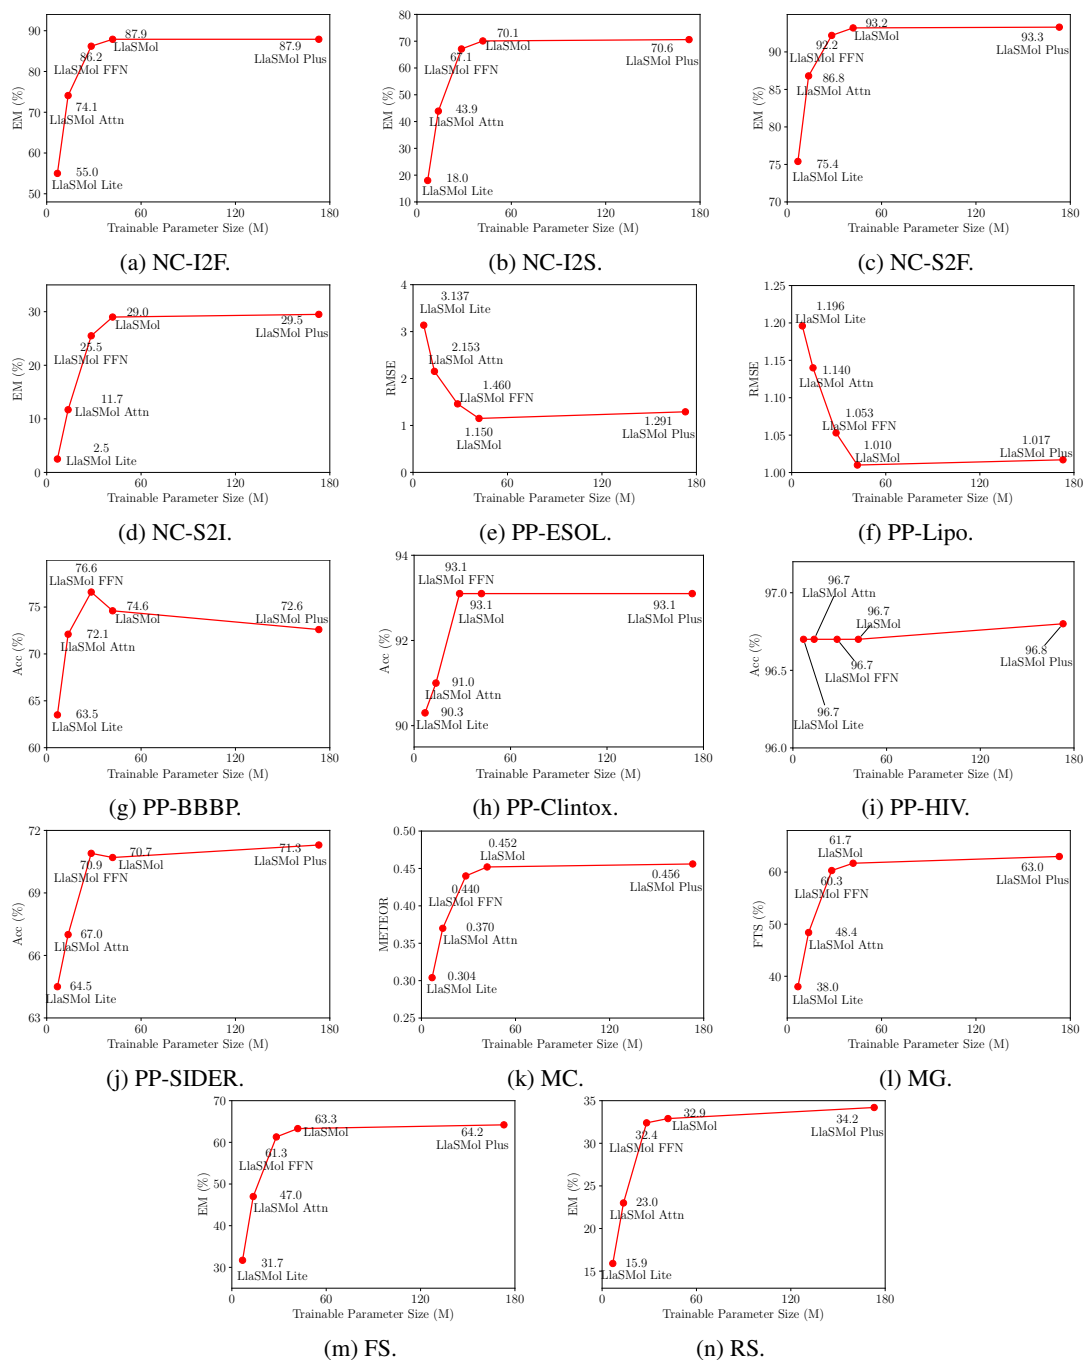 90
80
70
60
50
EM (%)
87.9
LlaSMol
86.2
LlaSMol FFN
74.1
LlaSMol Attn
55.0
LlaSMol Lite
87.9
LlaSMol Plus
0 60 120 180
Trainable Parameter Size (M)
(a) NC-I2F.
80
70
60
50
40
30
20
10
EM (%)
70.1
LlaSMol
67.1
LlaSMol FFN
43.9
LlaSMol Attn
18.0
LlaSMol Lite
70.6
LlaSMol Plus
0 60 120 180
Trainable Parameter Size (M)
(b) NC-I2S.
90
85
80
75
70
EM (%)
93.2
LlaSMol
92.2
LlaSMol FFN
86.8
LlaSMol Attn
75.4
LlaSMol Lite
93.3
LlaSMol Plus
0 60 120 180
Trainable Parameter Size (M)
(c) NC-S2F.
30
20
10
0
EM (%)
29.0
LlaSMol
25.5
LlaSMol FFN
11.7
LlaSMol Attn
2.5
LlaSMol Lite
29.5
LlaSMol Plus
0 60 120 180
Trainable Parameter Size (M)
(d) NC-S2I.
4
3
2
1
0
RMSE
3.137
LlaSMol Lite
2.153
LlaSMol Attn
1.460
LlaSMol FFN
1.150
LlaSMol
1.291
LlaSMol Plus
0 60 120 180
Trainable Parameter Size (M)
(e) PP-ESOL.
1.25
1.20
1.15
1.10
1.05
1.00
RMSE
1.196
LlaSMol Lite
1.140
LlaSMol Attn
1.053
LlaSMol FFN
1.010
LlaSMol
1.017
LlaSMol Plus
0 60 120 180
Trainable Parameter Size (M)
(f) PP-Lipo.
75
70
65
60
Acc (%)
76.6
LlaSMol FFN
74.6
LlaSMol
72.1
LlaSMol Attn
63.5
LlaSMol Lite
72.6
LlaSMol Plus
0 60 120 180
Trainable Parameter Size (M)
(g) PP-BBBP.
94
92
90
Acc (%)
93.1
LlaSMol FFN
93.1
LlaSMol
91.0
LlaSMol Attn
90.3
LlaSMol Lite
93.1
LlaSMol Plus
0 60 120 180
Trainable Parameter Size (M)
(h) PP-Clintox.
97.0
96.5
96.0
Acc (%)
96.7
LlaSMol Attn
96.7
LlaSMol
96.7
LlaSMol FFN
96.7
LlaSMol Lite
96.8
LlaSMol Plus
0 60 120 180
Trainable Parameter Size (M)
(i) PP-HIV.
72
69
66
63
Acc (%)
70.7
LlaSMol
70.9
LlaSMol FFN
67.0
LlaSMol Attn
64.5
LlaSMol Lite
71.3
LlaSMol Plus
0 60 120 180
Trainable Parameter Size (M)
(j) PP-SIDER.
0.50
0.45
0.40
0.35
0.30
0.25
METEOR
0.452
LlaSMol
0.440
LlaSMol FFN
0.370
LlaSMol Attn
0.304
LlaSMol Lite
0.456
LlaSMol Plus
0 60 120 180
Trainable Parameter Size (M)
(k) MC.
60
50
40
FTS (%)
61.7
LlaSMol
60.3
LlaSMol FFN
48.4
LlaSMol Attn
38.0
LlaSMol Lite
63.0
LlaSMol Plus
0 60 120 180
Trainable Parameter Size (M)
(l) MG.
70
60
50
40
30
EM (%)
63.3
LlaSMol
61.3
LlaSMol FFN
47.0
LlaSMol Attn
31.7
LlaSMol Lite
64.2
LlaSMol Plus
0 60 120 180
Trainable Parameter Size (M)
(m) FS.
35
33
28
23
18
13
EM (%)
32.9
LlaSMol
32.4
LlaSMol FFN
23.0
LlaSMol Attn
15.9
LlaSMol Lite
34.2
LlaSMol Plus
0 60 120 180
Trainable Parameter Size (M)
(n) RS.